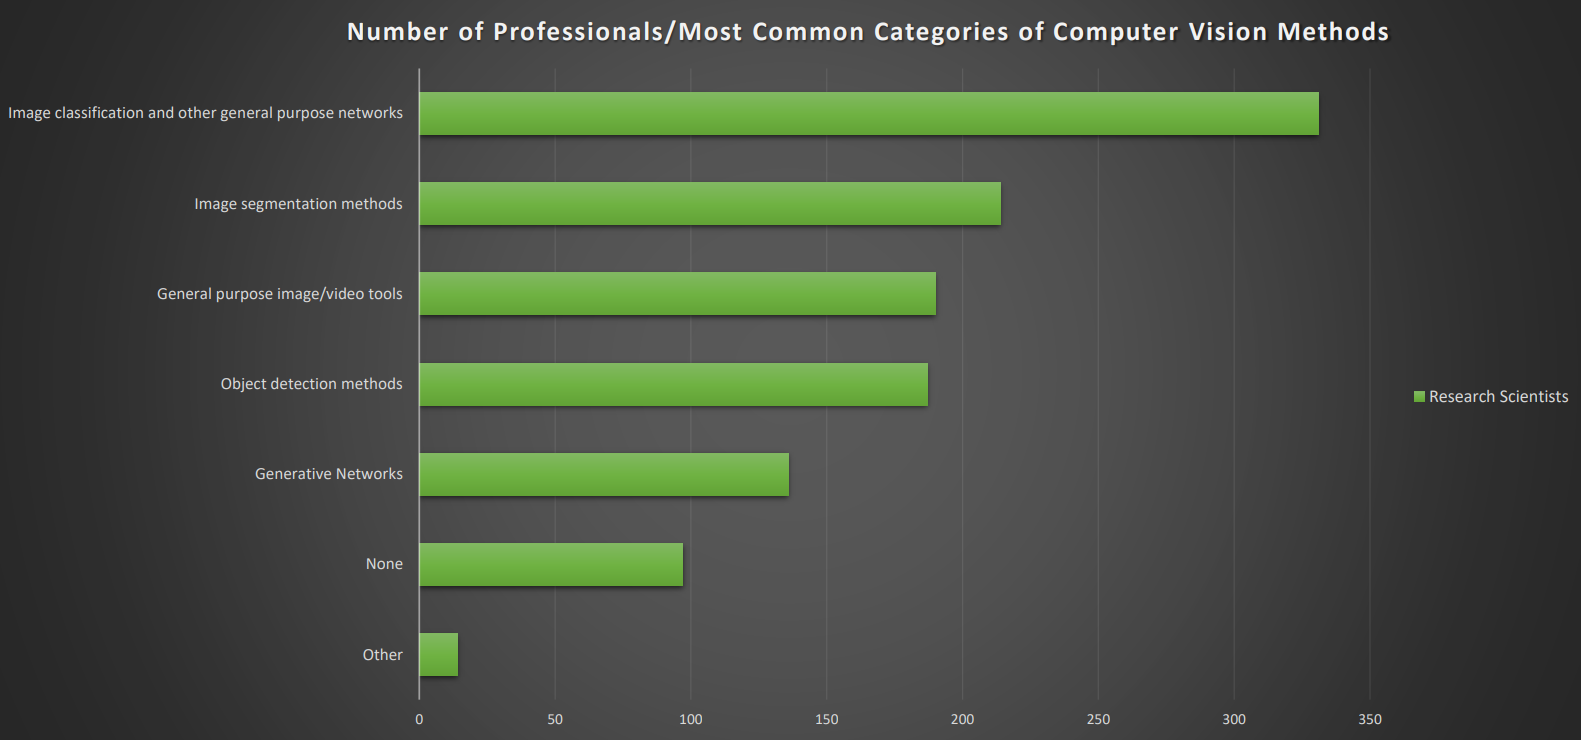 Number of Professionals/Most Common Categories of Computer Vision Methods
Image classification and other general purpose networks
Image segmentation methods
General purpose image/video tools
Object detection methods
Generative Networks
None
Other
0 50 100 150 200 250 300 350
Research Scientists